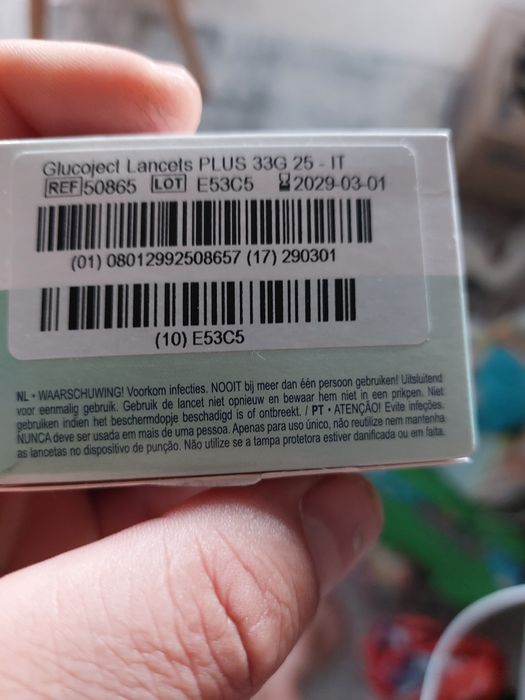 Glucoject Lancets PLUS 33G 25 - IT
REF 50865 LOT E53C5 2029-03-01
(01) 08012992508657 (17) 290301
(10) E53C5
NL • WAARSCHUWING! Voorkom infecties. NOOIT bij meer dan één persoon gebruiken! Uitsluitend
voor eenmalig gebruik. Gebruik de lancet niet opnieuw en bewaar hem niet in een prikpen. Niet
gebruiken indien het beschermdopje beschadigd is of ontbreekt. / PT • ATENÇÃO! Evite infeções.
NUNCA deve ser usada em mais de uma pessoa. Apenas para uso único, não reutilize nem mantenha
as lancetas no dispositivo de punção. Não utilize se a tampa protetora estiver danificada ou em falta.